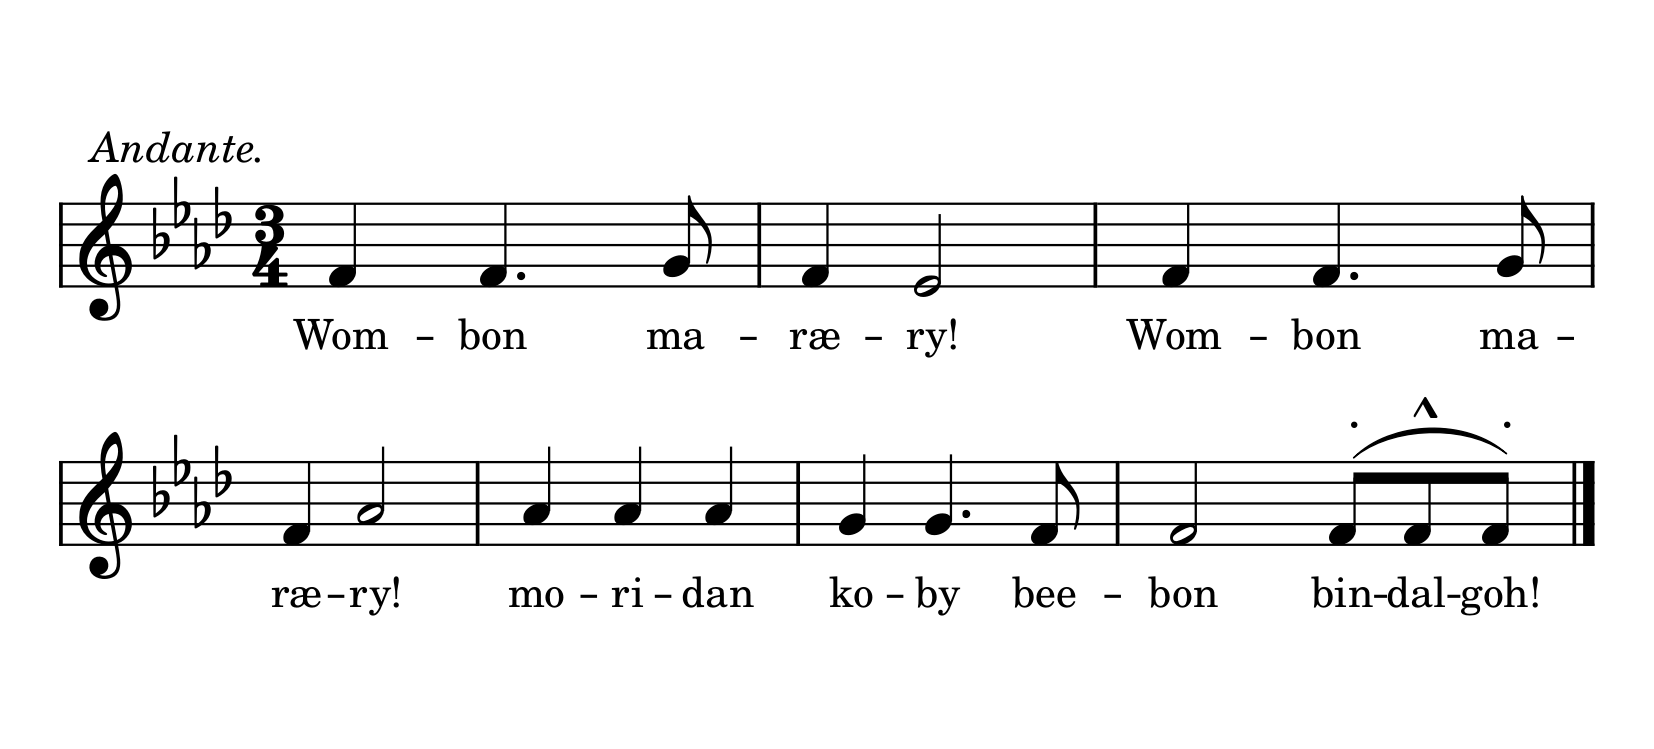 Andante.
3
4
Wom – bon ma – ræ – ry! Wom – bon ma –
ræ – ry! mo – ri – dan ko – by bee – bon bin – dal – goh!